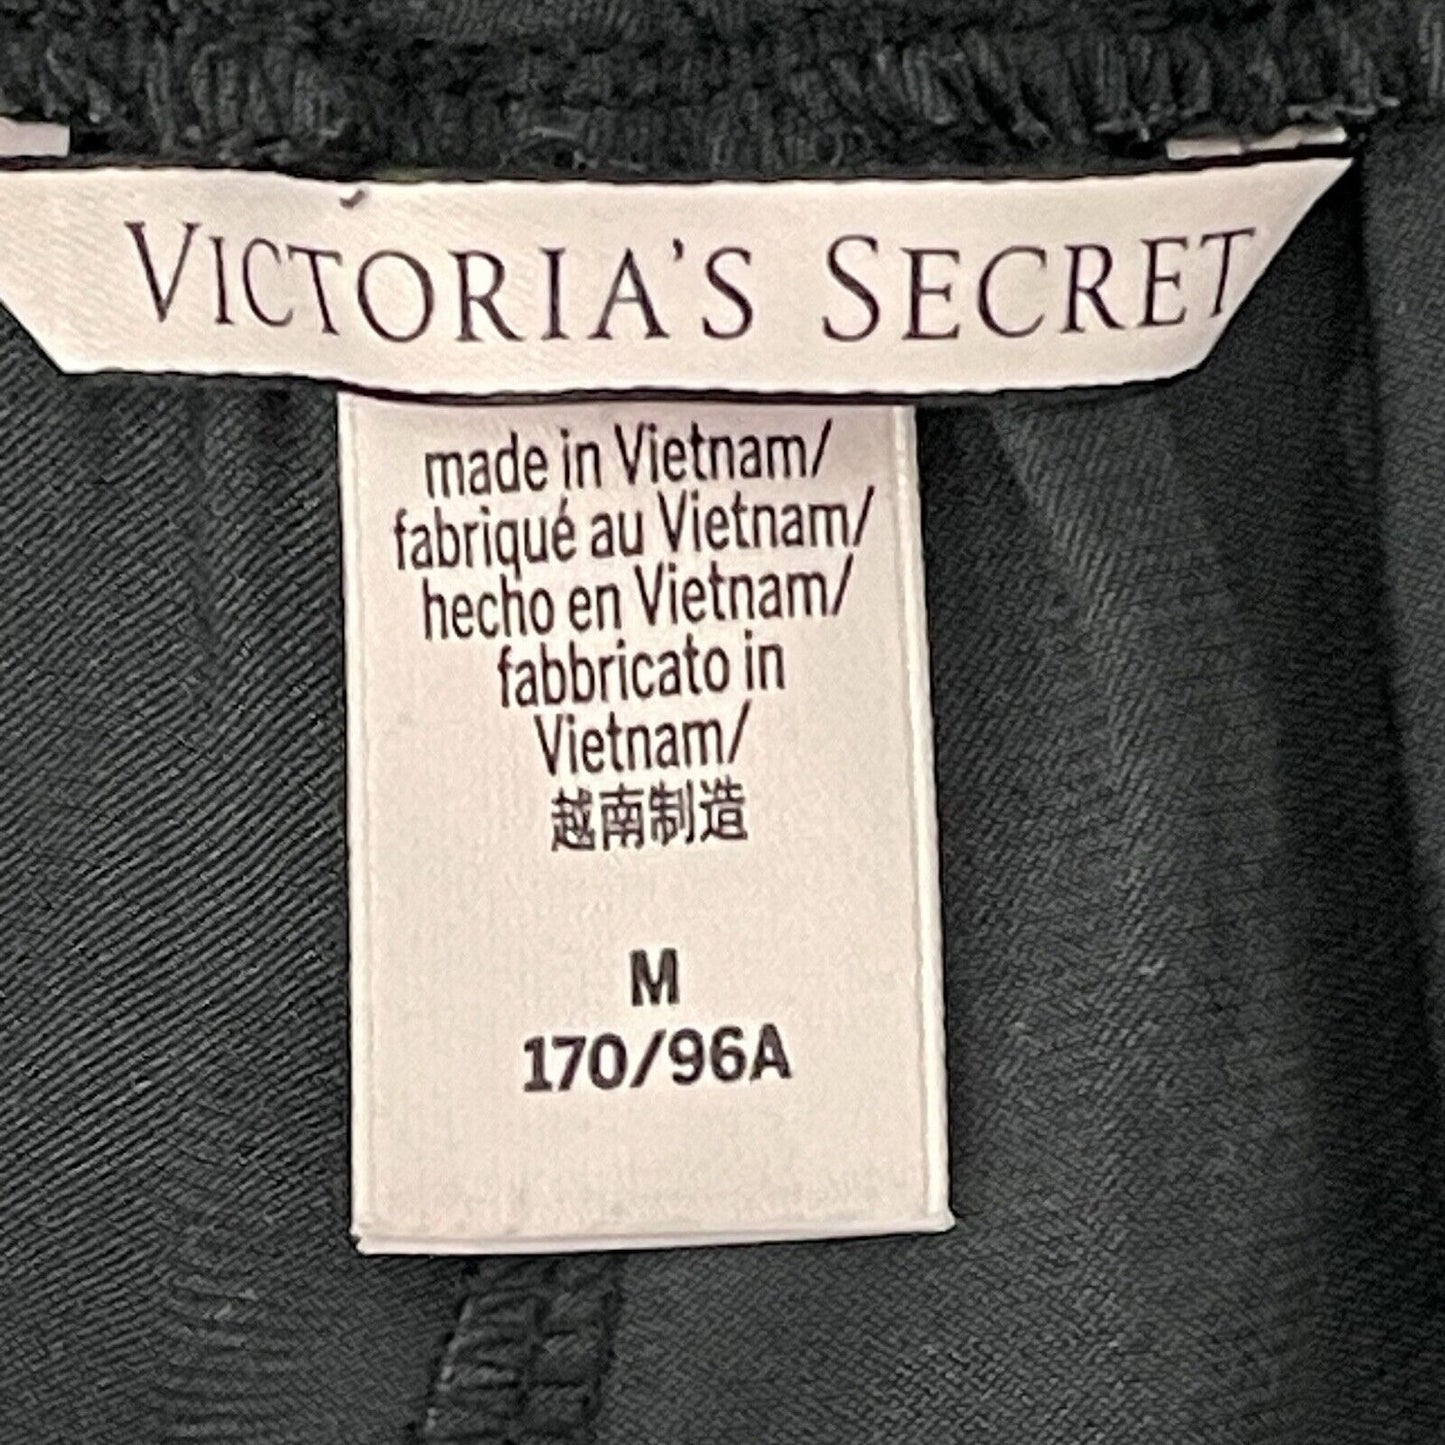 VICTORIA'S SECRET
made in Vietnam/
fabriqué au Vietnam/
hecho en Vietnam/
fabbricato in
Vietnam/
越南制造
M
170/96A